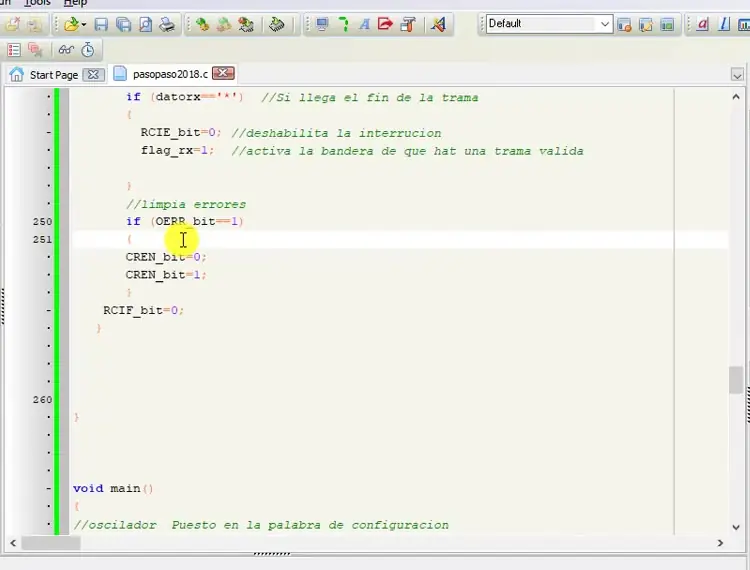 Tools Help
Default
Start Page pasopaso2018.c
if (datorx=='*') //Si llega el fin de la trama
{
RCIE_bit=0; //deshabilita la interrucion
flag_rx=1; //activa la bandera de que hat una trama valida
}
//limpia errores
250 if (OERR_bit==1)
251 {
CREN_bit=0;
CREN_bit=1;
}
RCIF_bit=0;
}
260
}
void main()
{
//oscilador Puesto en la palabra de configuracion